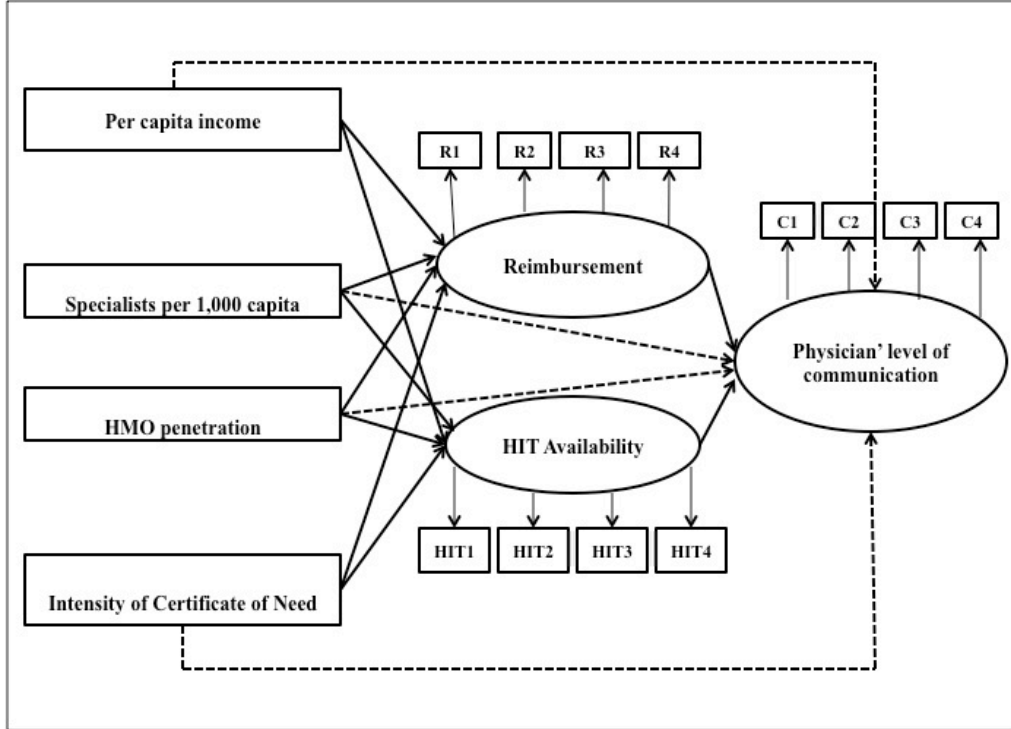 Per capita income
R1
R2
R3
R4
C1
C2
C3
C4
Specialists per 1,000 capita
Reimbursement
Physician’ level of
communication
HMO penetration
HIT Availability
HIT1
HIT2
HIT3
HIT4
Intensity of Certificate of Need